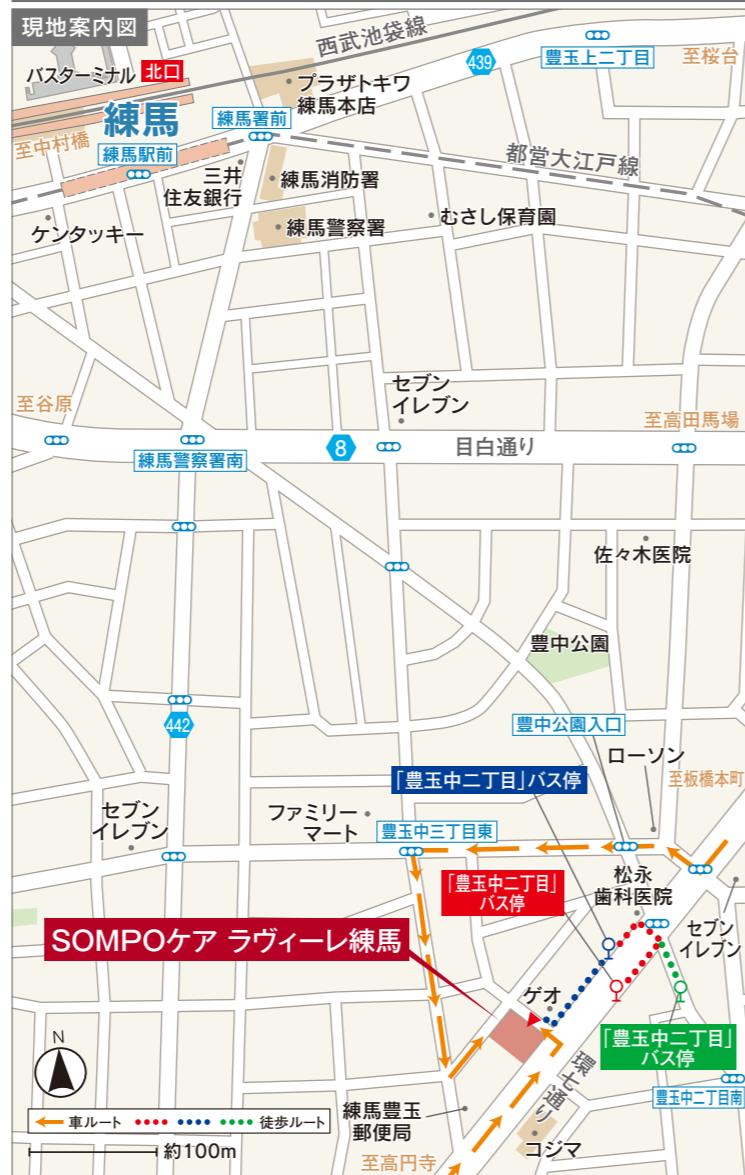 現地案内図
西武池袋線
439
豊玉上二丁目
至桜台
バスターミナル 北口
プラザトキワ
練馬本店
練馬
練馬署前
至中村橋
練馬駅前
三井
住友銀行
練馬消防署
都営大江戸線
ケンタッキー
練馬警察署
むさし保育園
セブン
イレブン
至谷原
至高田馬場
練馬警察署南
8
目白通り
佐々木医院
豊中公園
442
豊中公園入口
ローソン
「豊玉中二丁目」バス停
至板橋本町
セブン
イレブン
ファミリー
マート
豊玉中三丁目東
「豊玉中二丁目」
バス停
松永
歯科医院
セブン
イレブン
SOMPOケア ラヴィーレ練馬
ゲオ
「豊玉中二丁目」
バス停
N
環七通り
豊玉中二丁目南
車ルート
徒歩ルート
練馬豊玉
郵便局
コジマ
約100m
至高円寺